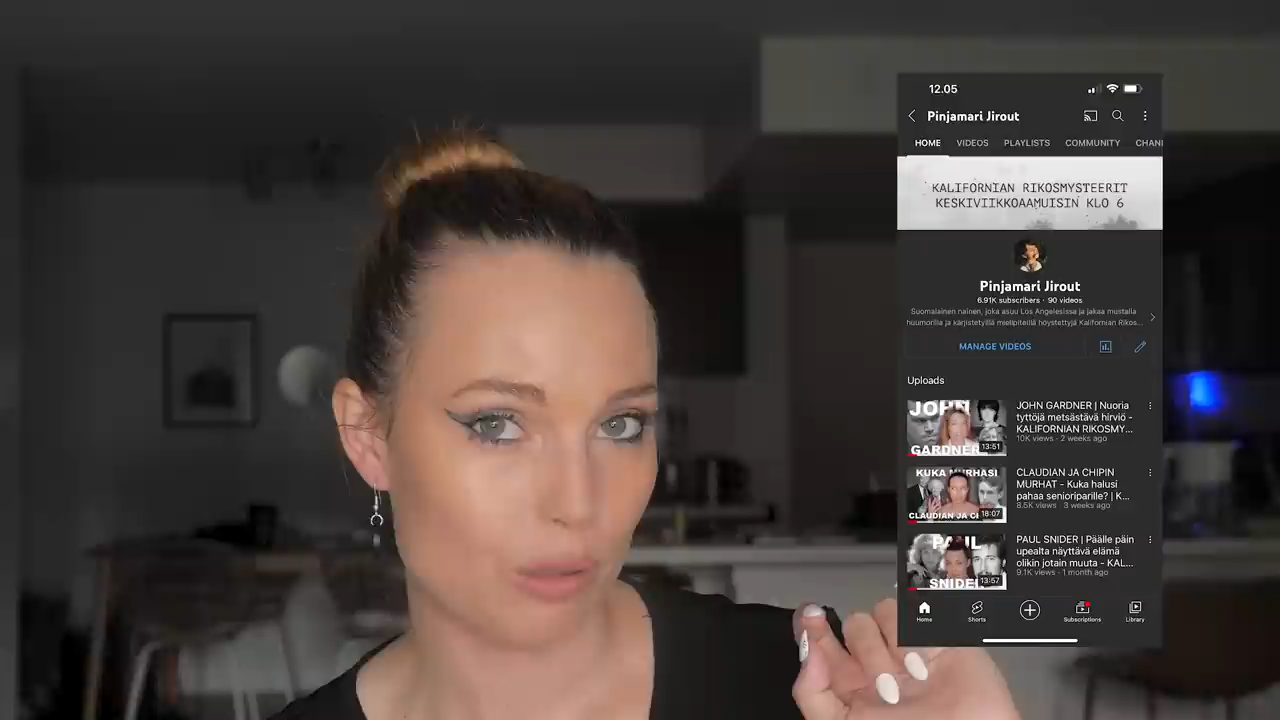 12.05
Pinjamari Jirout
HOME VIDEOS PLAYLISTS COMMUNITY CHANI
KALIFORNIAN RIKOSMYSTEERIT
KESKIVIIKKOAAMUISIN KLO 6
Pinjamari Jirout
6.91K subscribers · 90 videos
Suomalainen nainen, joka asuu Los Angelesissa ja jakaa mustalla
huumorilla ja kärjistetyillä mielipiteillä höystettyjä Kalifornian Rikos...
MANAGE VIDEOS
Uploads
JOHN
GARDNER
13:51
JOHN GARDNER | Nuoria
tyttöjä metsästävä hirviö -
KALIFORNIAN RIKOSMY...
10K views · 2 weeks ago
KUKA MURHASI
CLAUDIAN JA CHI
18:07
CLAUDIAN JA CHIPIN
MURHAT - Kuka halusi
pahaa senioriparille? | K...
8.5K views · 3 weeks ago
PAUL
SNIDER
13:57
PAUL SNIDER | Päälle päin
upealta näyttävä elämä
olikin jotain muuta - KAL...
9.1K views · 1 month ago
Home Shorts Subscriptions Library